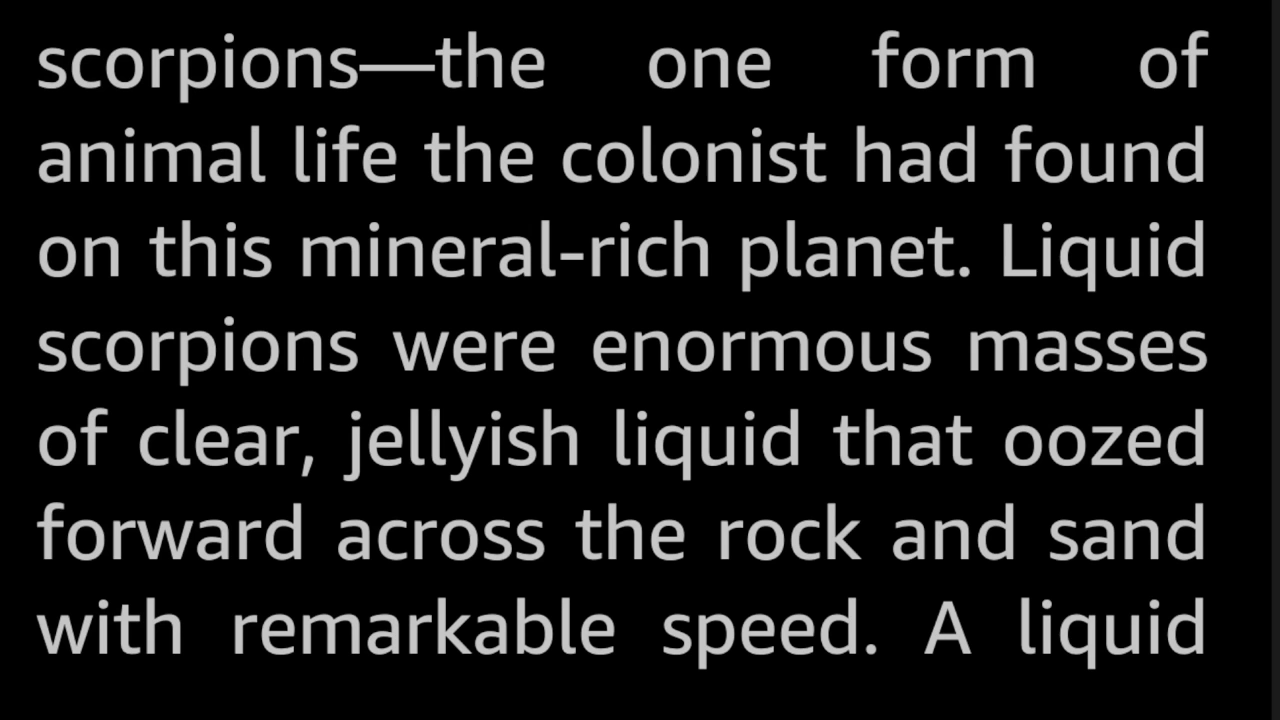 scorpions—the one form of
animal life the colonist had found
on this mineral-rich planet. Liquid
scorpions were enormous masses
of clear, jellyish liquid that oozed
forward across the rock and sand
with remarkable speed. A liquid